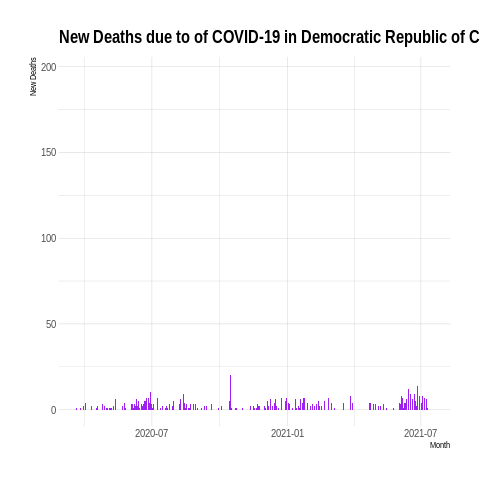 New Deaths due to of COVID-19 in Democratic Republic of C
New Deaths
200
150
100
50
0
2020-07
2021-01
2021-07
Month